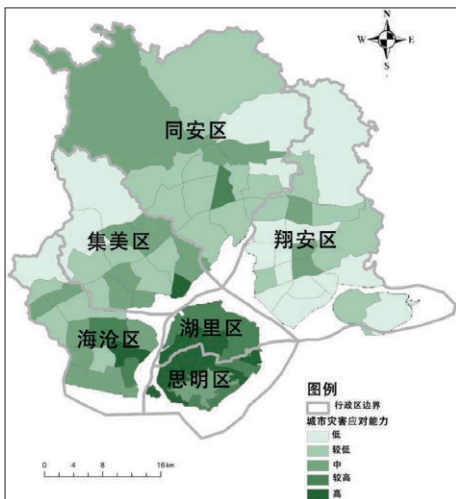 N
W E
S
同安区
集美区
翔安区
海沧区
湖里区
思明区
图例
行政区边界
城市灾害应对能力
低
较低
中
较高
高
0 4 8 16 km